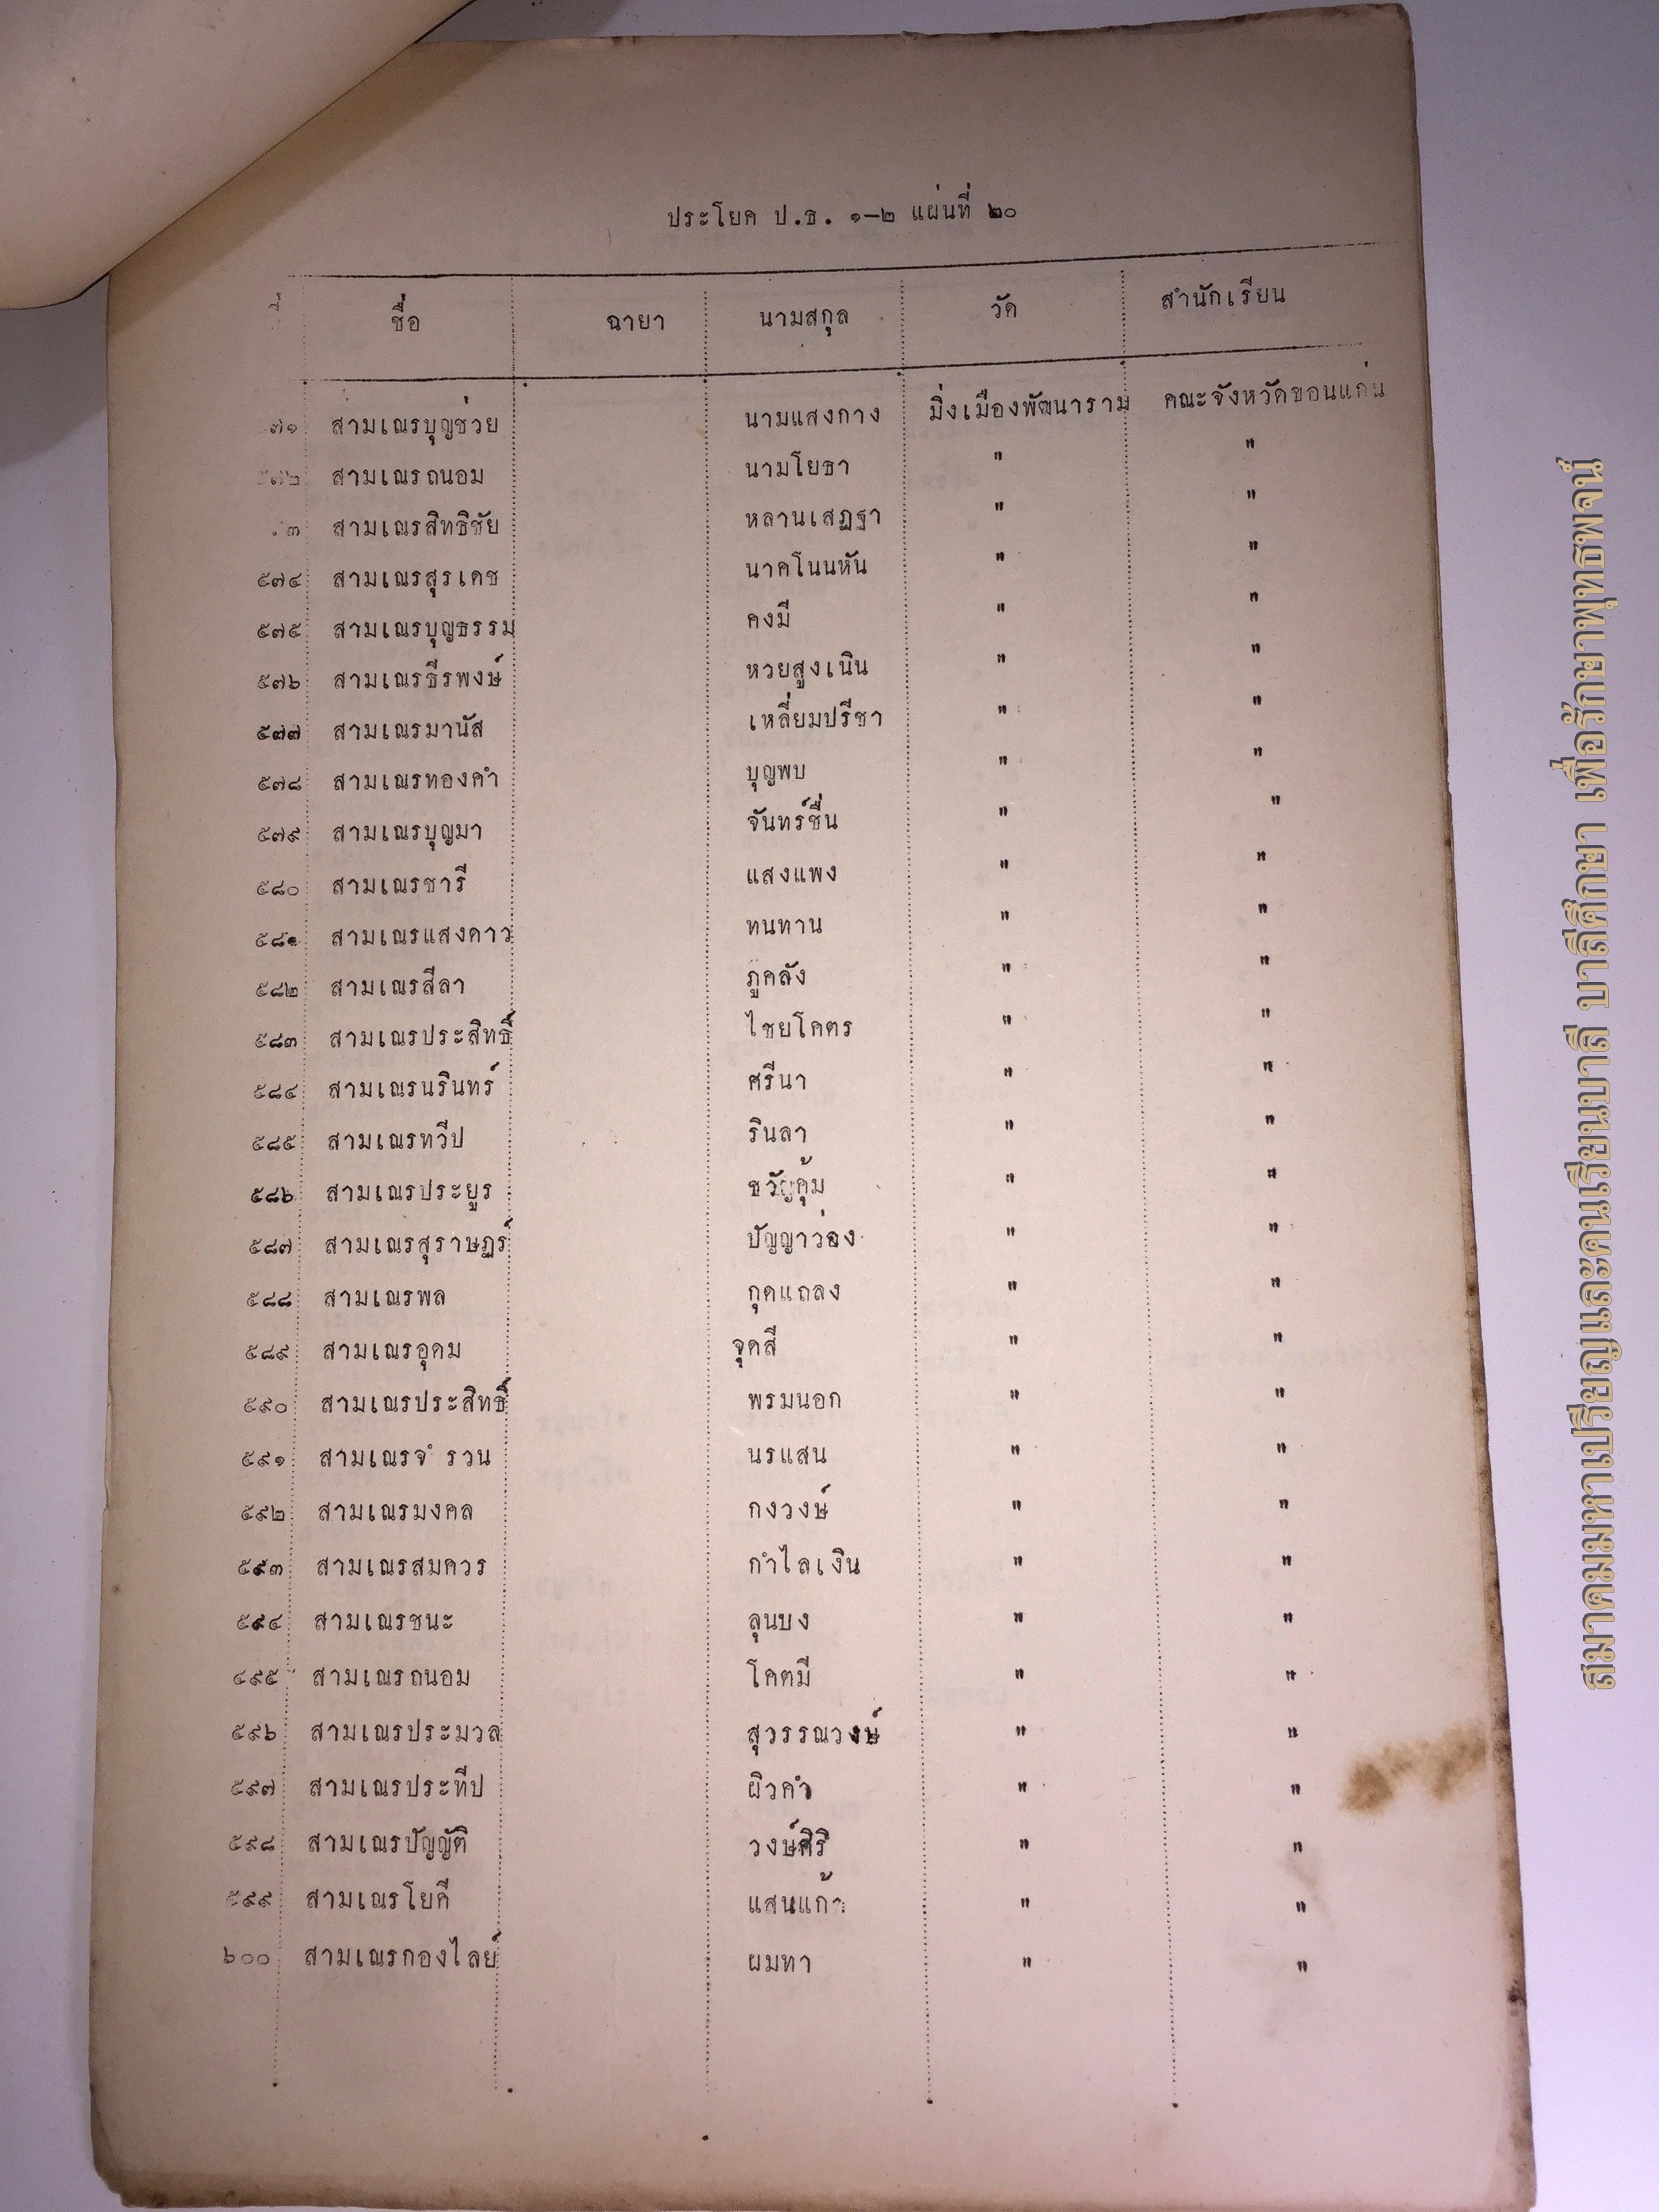 ประโยค ป.ธ. ๑-๒ แผ่นที่ ๒๐
ที่ ชื่อ ฉายา นามสกุล วัด สำนักเรียน
๗๑ สามเณรบุญช่วย นามแสงกาง มิ่งเมืองพัฒนาราม คณะจังหวัดขอนแก่น
๕๗๒ สามเณรถนอม นามโยธา " "
๓ สามเณรสิทธิชัย หลานเสฏฐา " "
๕๗๔ สามเณรสุรเดช นาคโนนหัน " "
๕๗๕ สามเณรบุญธรรม คงมี " "
๕๗๖ สามเณรธีรพงษ์ หวยสูงเนิน " "
๕๗๗ สามเณรมานัส เหลี่ยมปรีชา " "
๕๗๘ สามเณรทองคำ บุญพบ " "
๕๗๙ สามเณรบุญมา จันทร์ชื่น " "
๕๘๐ สามเณรชารี แสงแพง " "
๕๘๑ สามเณรแสงดาว ทนทาน " "
๕๘๒ สามเณรสีลา ภูคลัง " "
๕๘๓ สามเณรประสิทธิ์ ไชยโคตร " "
๕๘๔ สามเณรนรินทร์ ศรีนา " "
๕๘๕ สามเณรทวีป รินลา " "
๕๘๖ สามเณรประยูร ขวัญคุ้ม " "
๕๘๗ สามเณรสุราษฎร์ ปัญญาว่อง " "
๕๘๘ สามเณรพล กุดแถลง " "
๕๘๙ สามเณรอุดม จุดสี " "
๕๙๐ สามเณรประสิทธิ์ พรมนอก " "
๕๙๑ สามเณรจำรวน นรแสน " "
๕๙๒ สามเณรมงคล กงวงษ์ " "
๕๙๓ สามเณรสมควร กำไลเงิน " "
๕๙๔ สามเณรชนะ ลุนบง " "
๔๙๕ สามเณรถนอม โคตมี " "
๕๙๖ สามเณรประมวล สุวรรณวงษ์ " "
๕๙๗ สามเณรประทีป ผิวคำ " "
๕๙๘ สามเณรปัญญัติ วงษ์ศิริ " "
๕๙๙ สามเณรโยคี แสนแก้ว " "
๖๐๐ สามเณรกองไลย์ ผมทา " "
สมาคมมหาเปรียญและคนเรียนบาลี บาลีศึกษา เพื่อรักษาพุทธพจน์